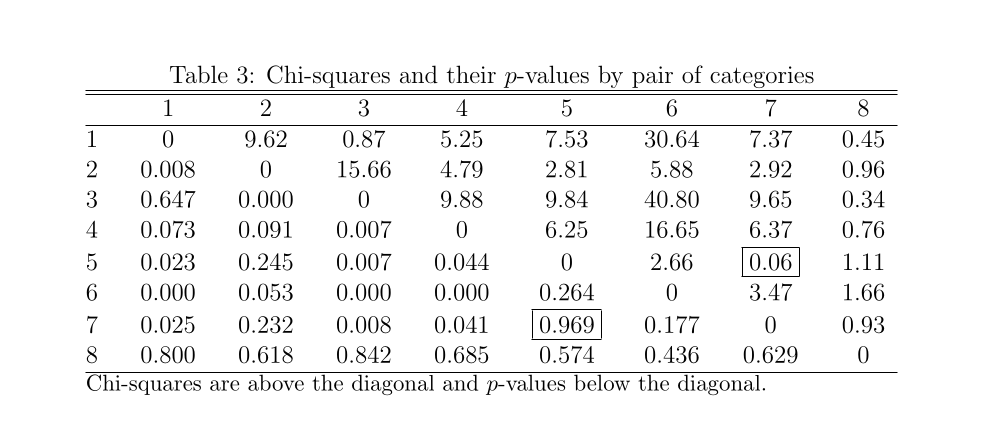 Table 3: Chi-squares and their p-values by pair of categories
1 2 3 4 5 6 7 8
1 0 9.62 0.87 5.25 7.53 30.64 7.37 0.45
2 0.008 0 15.66 4.79 2.81 5.88 2.92 0.96
3 0.647 0.000 0 9.88 9.84 40.80 9.65 0.34
4 0.073 0.091 0.007 0 6.25 16.65 6.37 0.76
5 0.023 0.245 0.007 0.044 0 2.66 0.06 1.11
6 0.000 0.053 0.000 0.000 0.264 0 3.47 1.66
7 0.025 0.232 0.008 0.041 0.969 0.177 0 0.93
8 0.800 0.618 0.842 0.685 0.574 0.436 0.629 0
Chi-squares are above the diagonal and p-values below the diagonal.